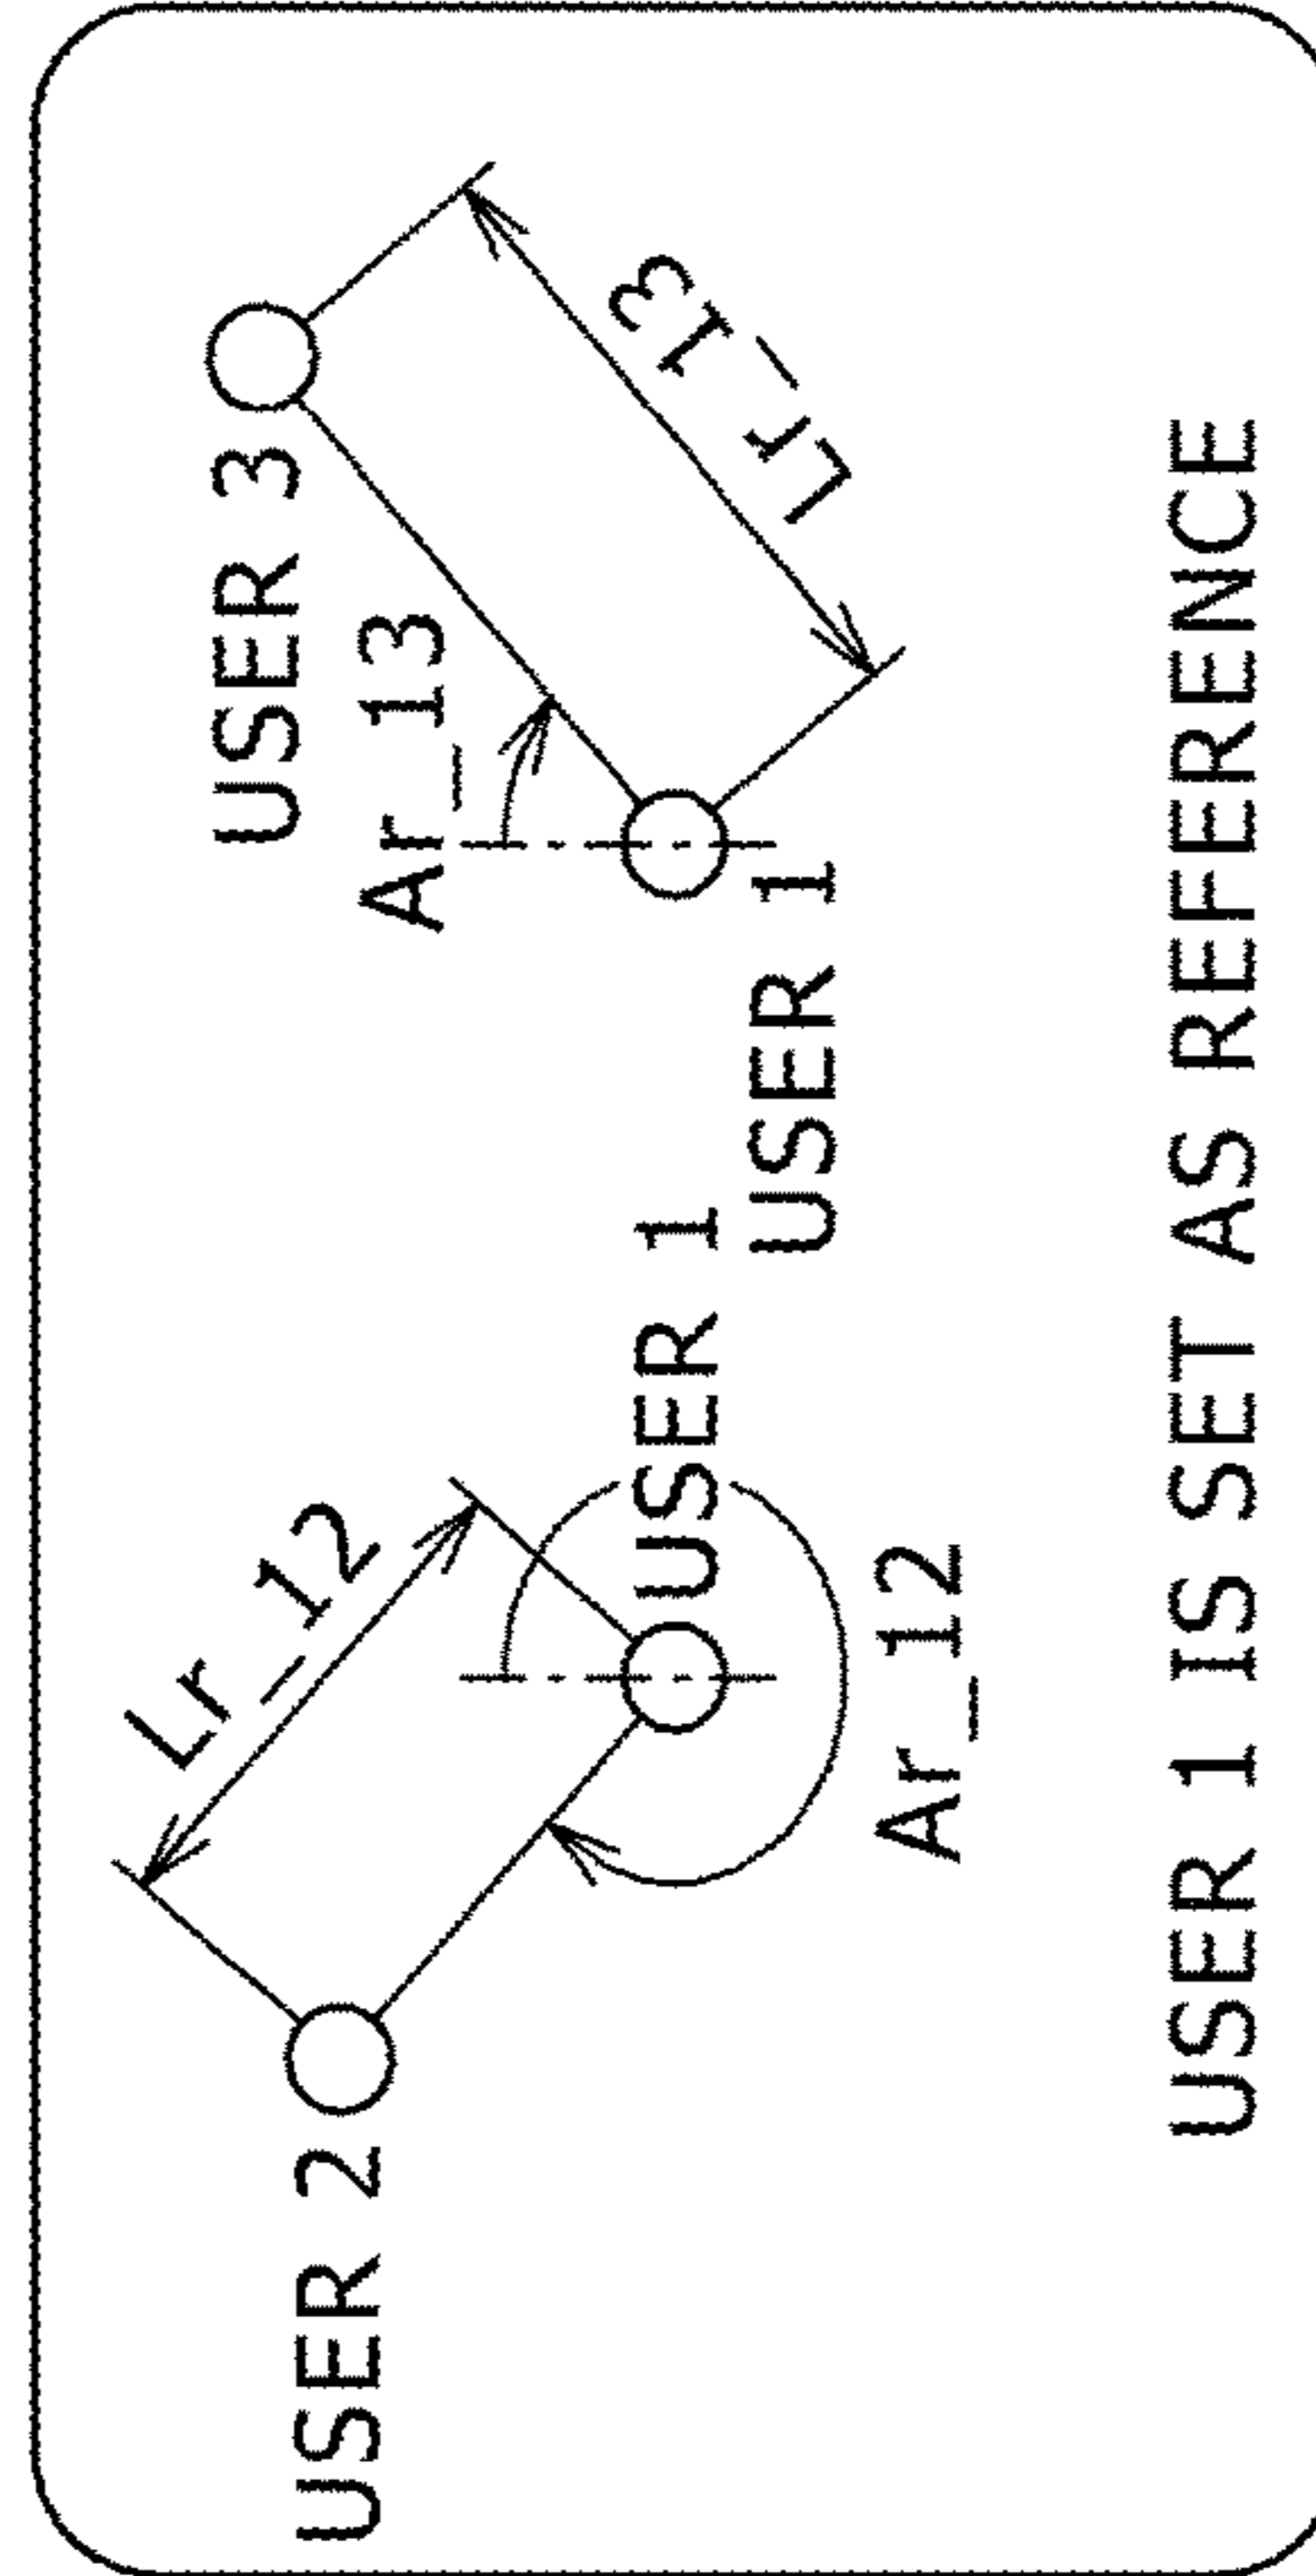 Lr_12
USER 2
USER 1
Ar_12
USER 3
Ar_13
Lr_13
USER 1
USER 1 IS SET AS REFERENCE